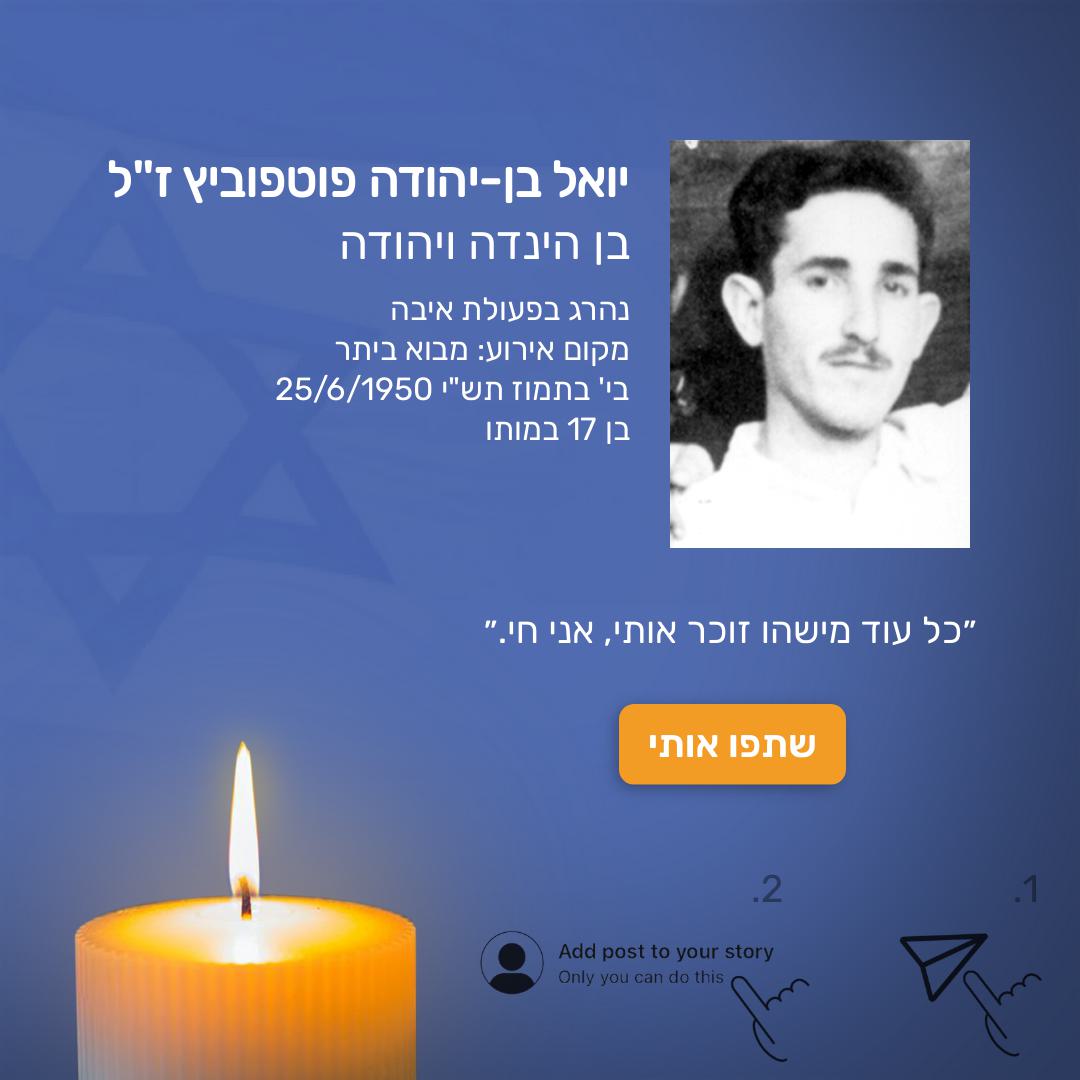 יואל בן-יהודה פוטפוביץ ז"ל
בן הינדה ויהודה
נהרג בפעולת איבה
מקום אירוע: מבוא ביתר
בי' בתמוז תש"י 25/6/1950
בן 17 במותו
״כל עוד מישהו זוכר אותי, אני חי.״
שתפו אותי
.1
.2
Add post to your story
Only you can do this